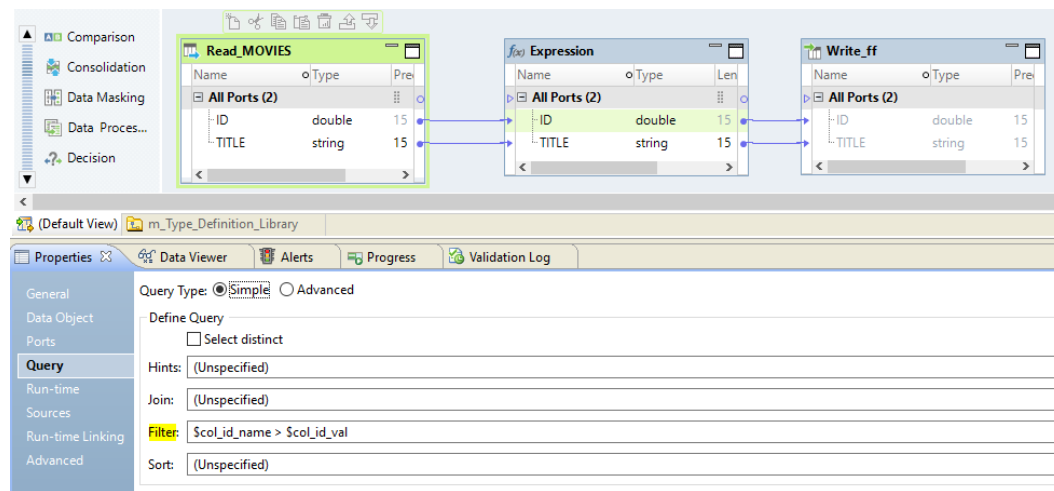 Comparison
Consolidation
Data Masking
Data Proces...
Decision
Read_MOVIES
Name Type Pre
All Ports (2)
ID double 15
TITLE string 15
f(x) Expression
Name Type Len
All Ports (2)
ID double 15
TITLE string 15
Write_ff
Name Type Pre
All Ports (2)
ID double 15
TITLE string 15
(Default View) m_Type_Definition_Library
Properties Data Viewer Alerts Progress Validation Log
General
Data Object
Ports
Query
Run-time
Sources
Run-time Linking
Advanced
Query Type: Simple Advanced
Define Query
Select distinct
Hints: (Unspecified)
Join: (Unspecified)
Filter: $col_id_name > $col_id_val
Sort: (Unspecified)